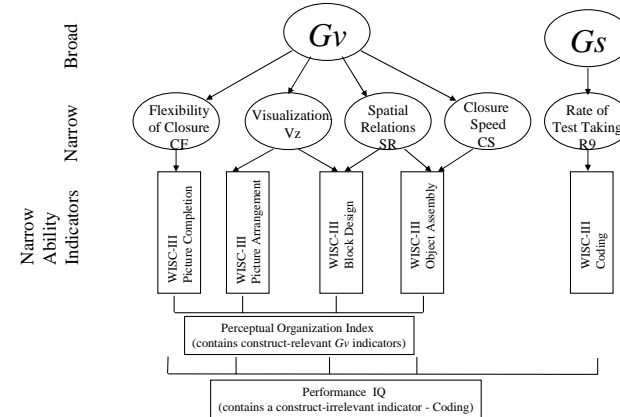 Broad
Gv
Gs
Narrow
Flexibility
of Closure
CF
Visualization
Vz
Spatial
Relations
SR
Closure
Speed
CS
Rate of
Test Taking
R9
Narrow
Ability
Indicators
WISC-III
Picture Completion
WISC-III
Picture Arrangement
WISC-III
Block Design
WISC-III
Object Assembly
WISC-III
Coding
Perceptual Organization Index
(contains construct-relevant Gv indicators)
Performance IQ
(contains a construct-irrelevant indicator - Coding)